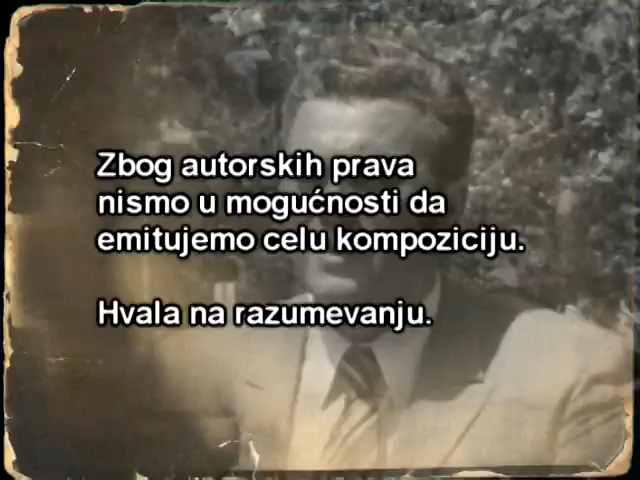 Zbog autorskih prava
nismo u mogućnosti da
emitujemo celu kompoziciju.
Hvala na razumevanju.